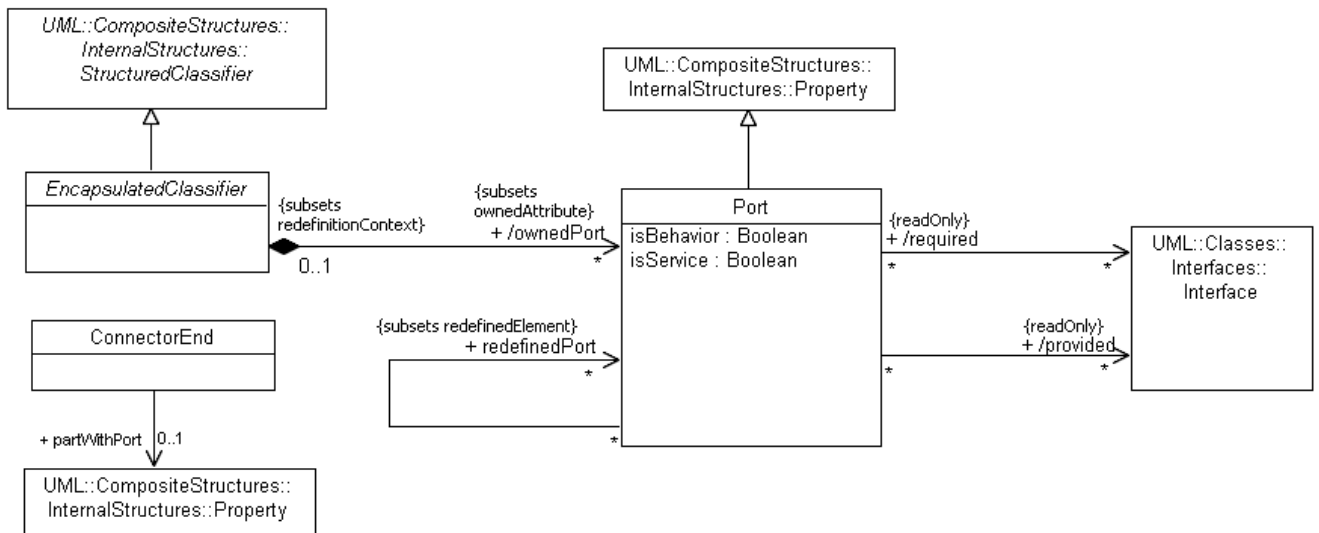 UML::CompositeStructures::
InternalStructures::
StructuredClassifier
UML::CompositeStructures::
InternalStructures::Property
EncapsulatedClassifier
{subsets
redefinitionContext}
0..1
{subsets
ownedAttribute}
+ /ownedPort
*
Port
isBehavior : Boolean
isService : Boolean
{readOnly}
+ /required
*
*
UML::Classes::
Interfaces::
Interface
{subsets redefinedElement}
+ redefinedPort
*
*
{readOnly}
+ /provided
*
*
ConnectorEnd
+ partWithPort
0..1
UML::CompositeStructures::
InternalStructures::Property